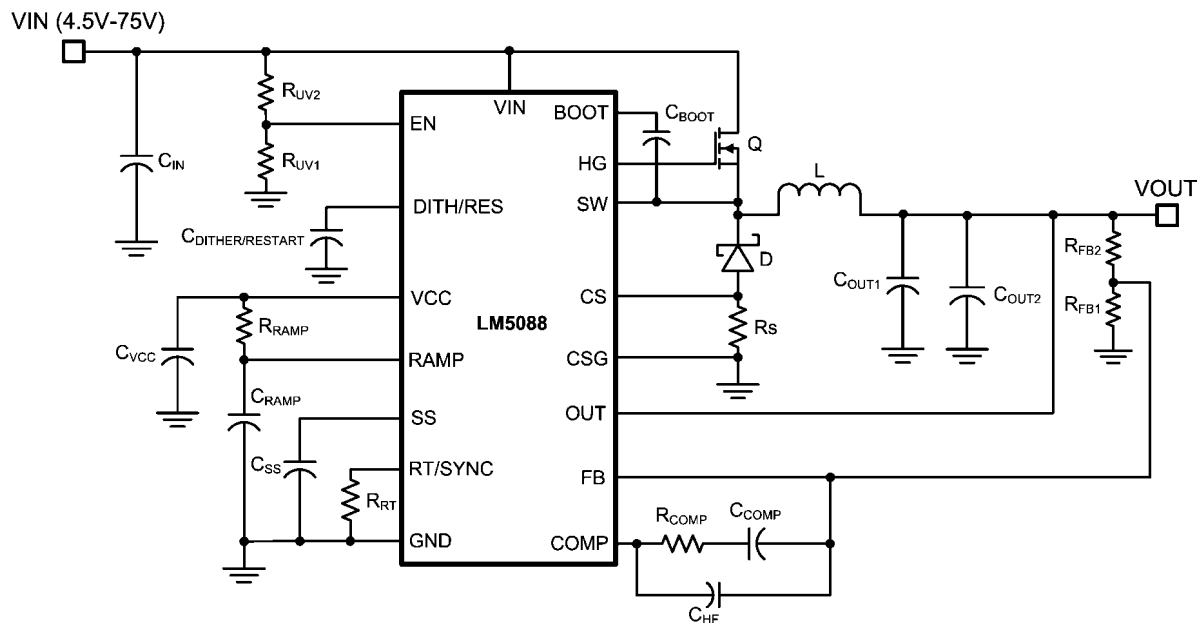 VIN (4.5V-75V)
RUV2
RUV1
CIN
CDITHER/RESTART
CVCC
RRAMP
CRAMP
CSS
RRT
VIN
EN
DITH/RES
VCC
RAMP
SS
RT/SYNC
GND
LM5088
BOOT
HG
SW
CS
CSG
OUT
FB
COMP
CBOOT
Q
L
D
Rs
VOUT
COUT1
COUT2
RFB2
RFB1
RCOMP
CCOMP
CHF